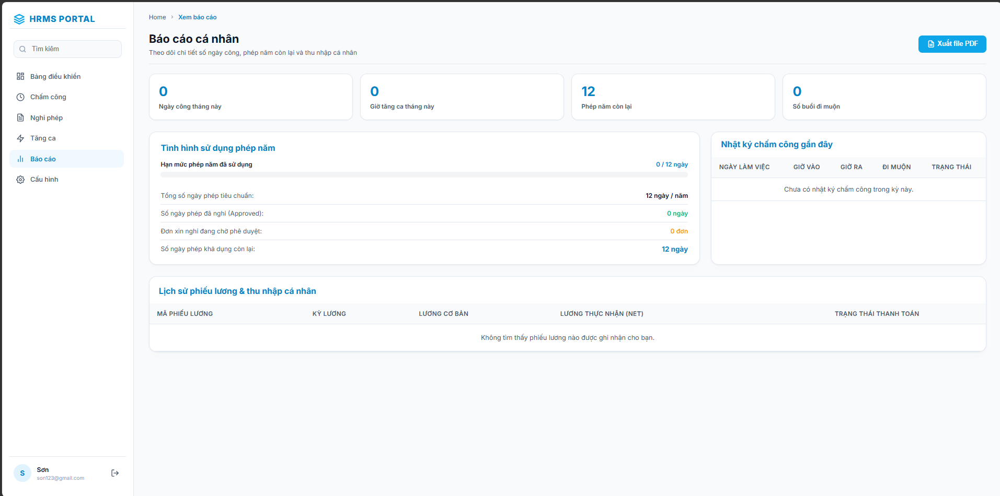 HRMS PORTAL
Tìm kiếm
Bảng điều khiển
Chấm công
Nghỉ phép
Tăng ca
Báo cáo
Cấu hình
S
Sơn
son123@gmail.com
Home › Xem báo cáo
Báo cáo cá nhân
Theo dõi chi tiết số ngày công, phép năm còn lại và thu nhập cá nhân
Xuất file PDF
0
Ngày công tháng này
0
Giờ tăng ca tháng này
12
Phép năm còn lại
0
Số buổi đi muộn
Tình hình sử dụng phép năm
Hạn mức phép năm đã sử dụng 0 / 12 ngày
Tổng số ngày phép tiêu chuẩn: 12 ngày / năm
Số ngày phép đã nghỉ (Approved): 0 ngày
Đơn xin nghỉ đang chờ phê duyệt: 0 đơn
Số ngày phép khả dụng còn lại: 12 ngày
Nhật ký chấm công gần đây
NGÀY LÀM VIỆC GIỜ VÀO GIỜ RA ĐI MUỘN TRẠNG THÁI
Chưa có nhật ký chấm công trong kỳ này.
Lịch sử phiếu lương & thu nhập cá nhân
MÃ PHIẾU LƯƠNG KỲ LƯƠNG LƯƠNG CƠ BẢN LƯƠNG THỰC NHẬN (NET) TRẠNG THÁI THANH TOÁN
Không tìm thấy phiếu lương nào được ghi nhận cho bạn.